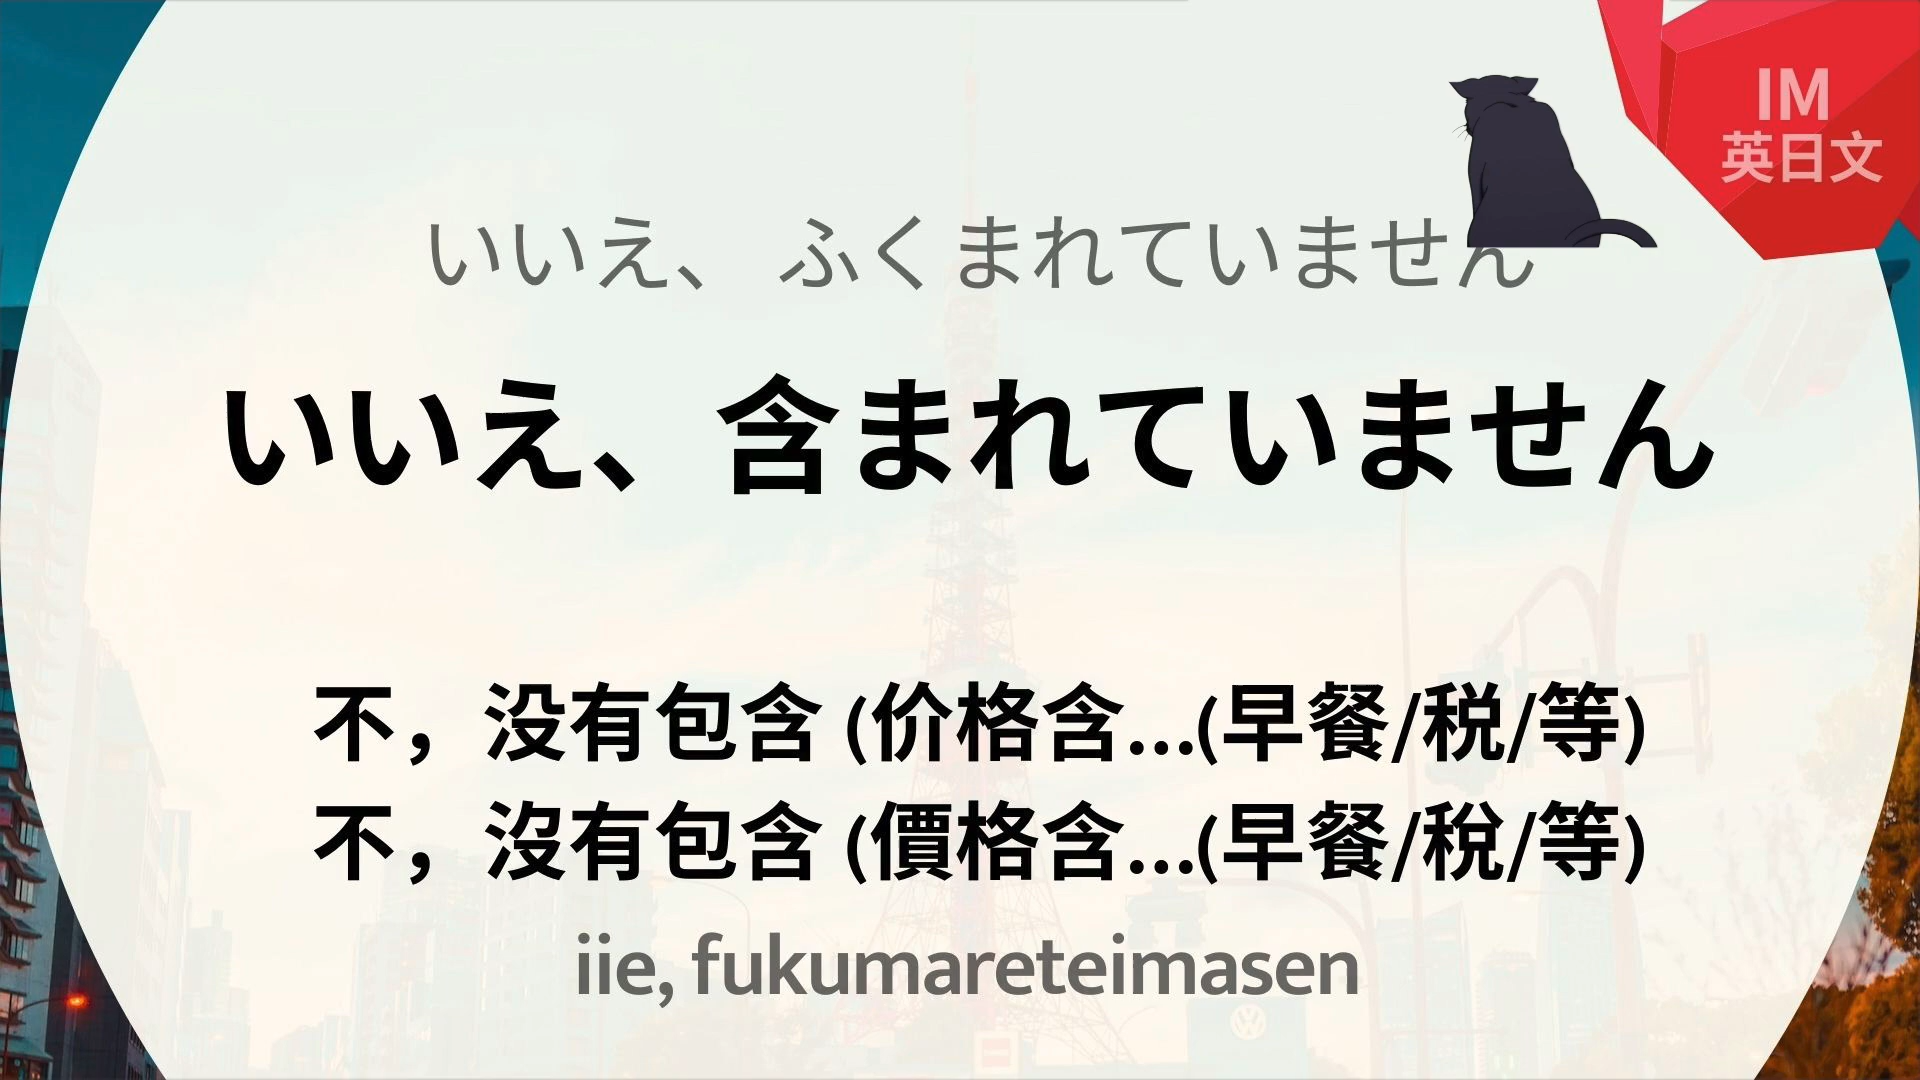 IM
英日文
いいえ、 ふくまれていません
いいえ、含まれていません
不，没有包含 (价格含…(早餐/税/等)
不，沒有包含 (價格含…(早餐/稅/等)
iie, fukumareteimasen